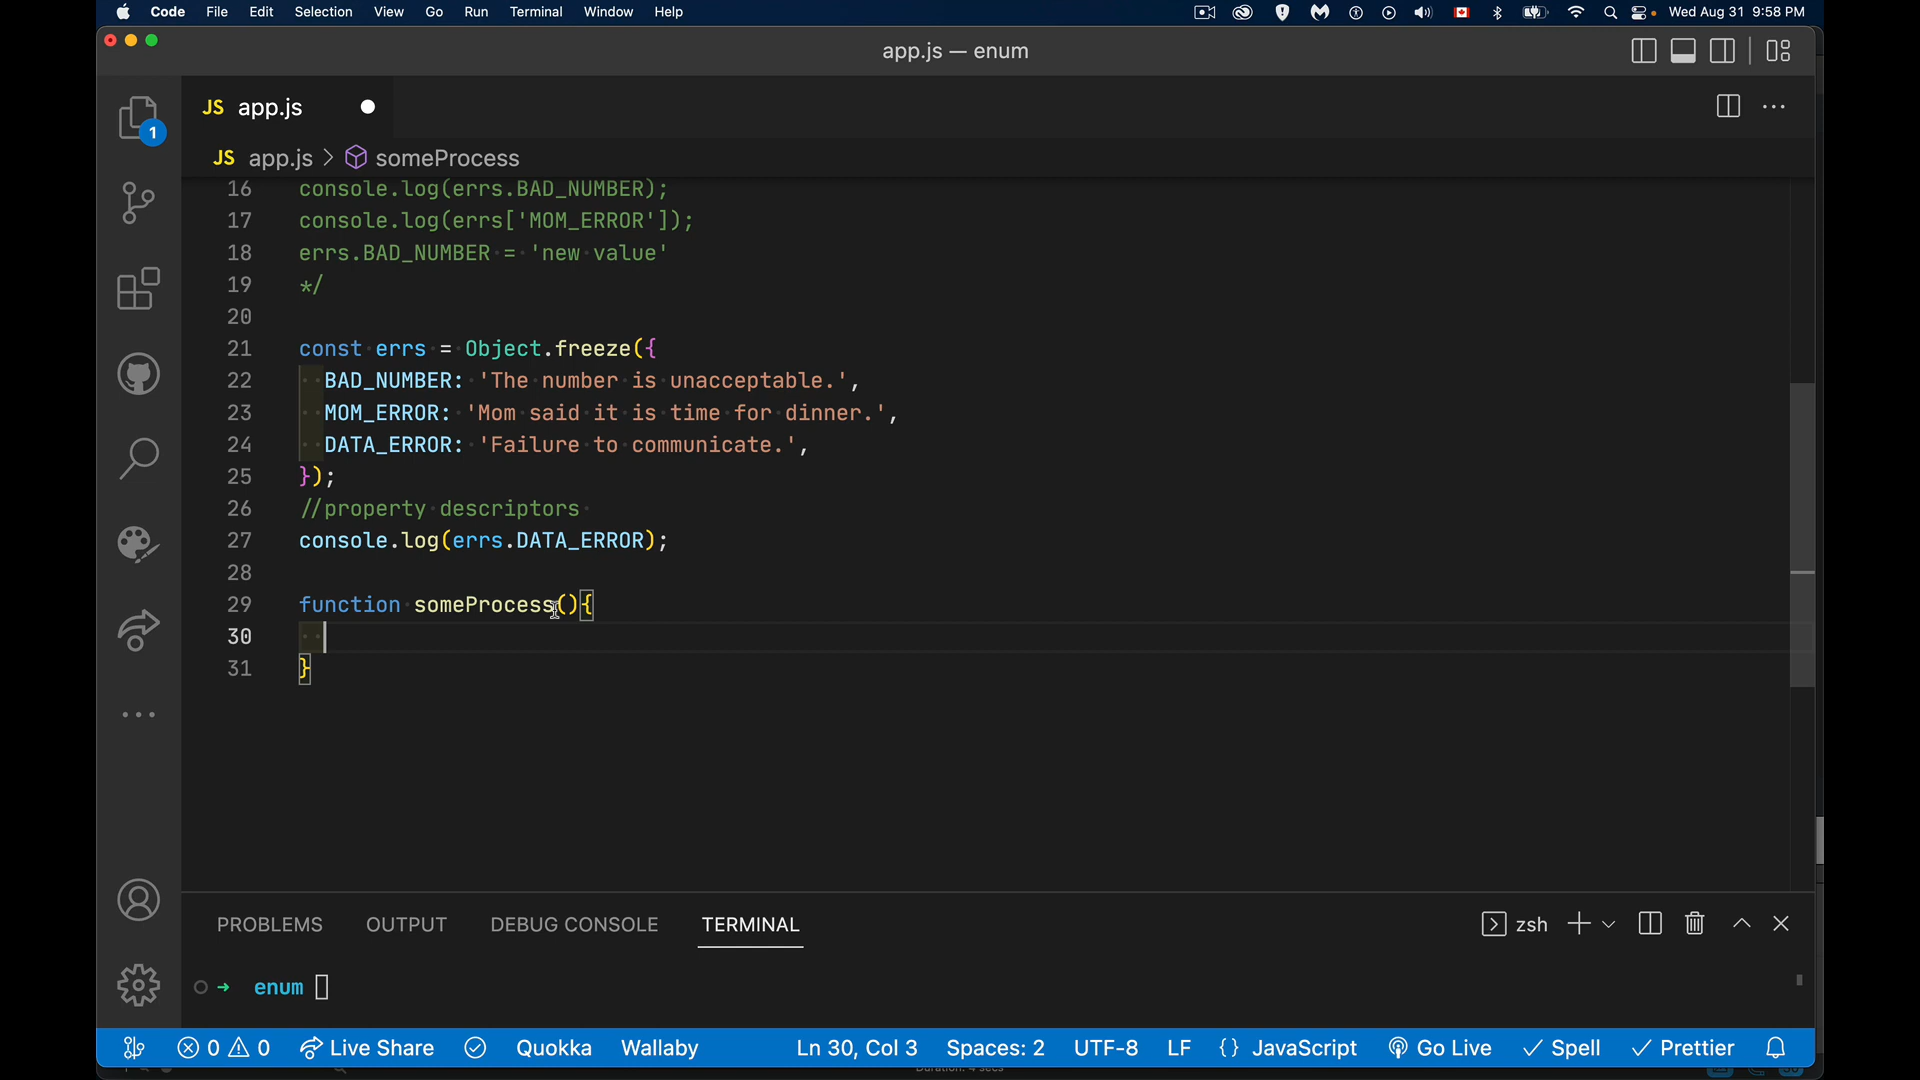 Code File Edit Selection View Go Run Terminal Window Help Wed Aug 31 9:58 PM
app.js — enum
JS app.js
JS app.js > someProcess
1
16 console.log(errs.BAD_NUMBER);
17 console.log(errs['MOM_ERROR']);
18 errs.BAD_NUMBER = 'new value'
19 */
20
21 const errs = Object.freeze({
22 BAD_NUMBER: 'The number is unacceptable.',
23 MOM_ERROR: 'Mom said it is time for dinner.',
24 DATA_ERROR: 'Failure to communicate.',
25 });
26 //property descriptors
27 console.log(errs.DATA_ERROR);
28
29 function someProcess(){
30
31 }
PROBLEMS OUTPUT DEBUG CONSOLE TERMINAL zsh
→ enum
0 0 Live Share Quokka Wallaby Ln 30, Col 3 Spaces: 2 UTF-8 LF {} JavaScript Go Live ✓ Spell ✓ Prettier
Duration: 4 secs